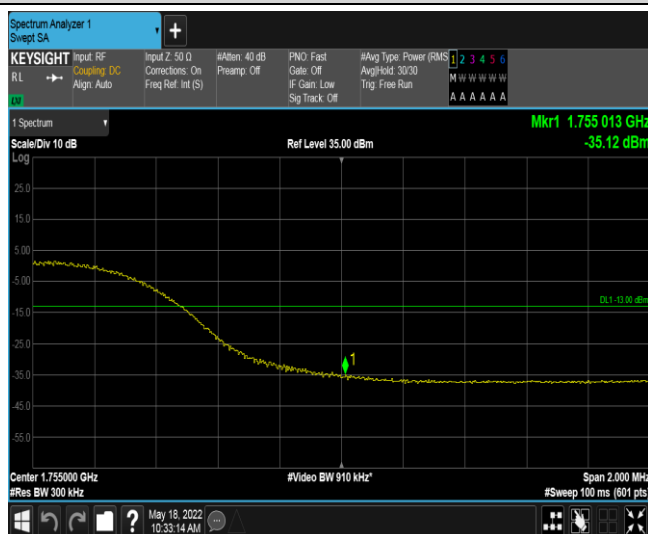 Spectrum Analyzer 1
Swept SA
+
KEYSIGHT
RL
LXI
Input: RF
Coupling: DC
Align: Auto
Input Z: 50 Ω
Corrections: On
Freq Ref: Int (S)
#Atten: 40 dB
Preamp: Off
PNO: Fast
Gate: Off
IF Gain: Low
Sig Track: Off
#Avg Type: Power (RMS
Avg|Hold: 30/30
Trig: Free Run
1 2 3 4 5 6
M W W W W W
A A A A A A
1 Spectrum
Scale/Div 10 dB
Ref Level 35.00 dBm
Mkr1 1.755 013 GHz
-35.12 dBm
Log
25.0
15.0
5.00
-5.00
-15.0
-25.0
-35.0
-45.0
-55.0
DL1 -13.00 dBm
1
Center 1.755000 GHz
#Video BW 910 kHz*
Span 2.000 MHz
#Res BW 300 kHz
#Sweep 100 ms (601 pts)
?
May 18, 2022
10:33:14 AM